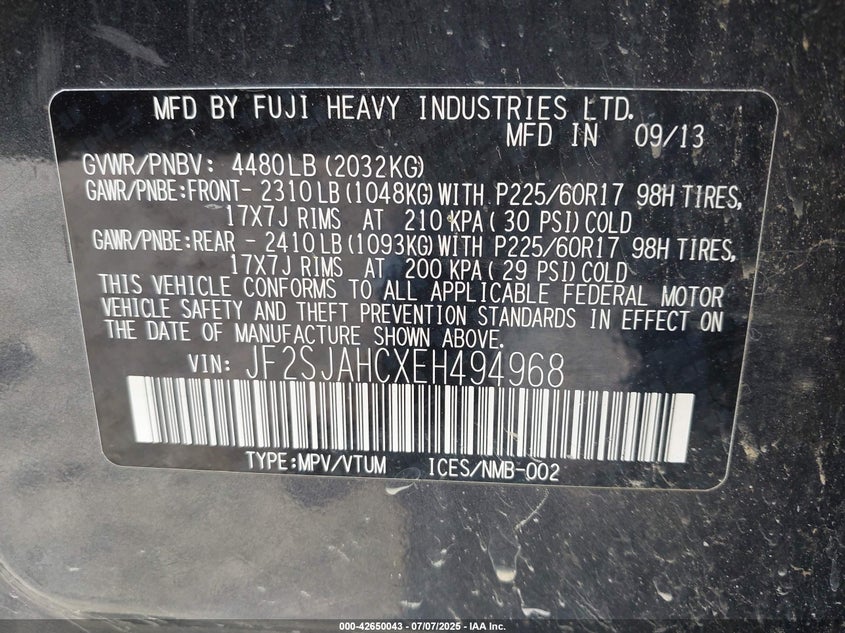 MFD BY FUJI HEAVY INDUSTRIES LTD.
MFD IN 09/13
GVWR/PNBV: 4480LB (2032KG)
GAWR/PNBE:FRONT- 2310LB(1048KG)WITH P225/60R17 98H TIRES,
17X7J RIMS AT 210KPA( 30 PSI)COLD
GAWR/PNBE:REAR - 2410LB(1093KG)WITH P225/60R17 98H TIRES,
17X7J RIMS AT 200KPA( 29 PSI)COLD
THIS VEHICLE CONFORMS TO ALL APPLICABLE FEDERAL MOTOR
VEHICLE SAFETY AND THEFT PREVENTION STANDARDS IN EFFECT ON
THE DATE OF MANUFACTURE SHOWN ABOVE.
VIN: JF2SJAHCXEH494968
TYPE:MPV/VTUM ICES/NMB-002
000-42650043 - 07/07/2025 - IAA Inc.